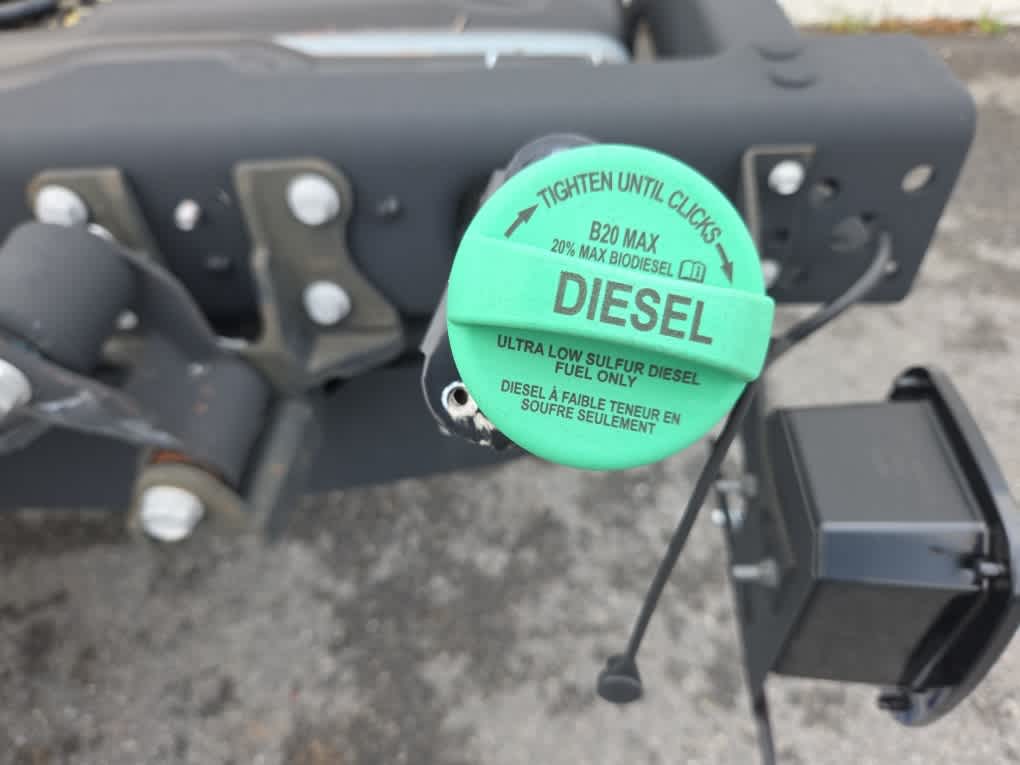 TIGHTEN UNTIL CLICKS
B20 MAX
20% MAX BIODIESEL
DIESEL
ULTRA LOW SULFUR DIESEL
FUEL ONLY
DIESEL À FAIBLE TENEUR EN
SOUFRE SEULEMENT